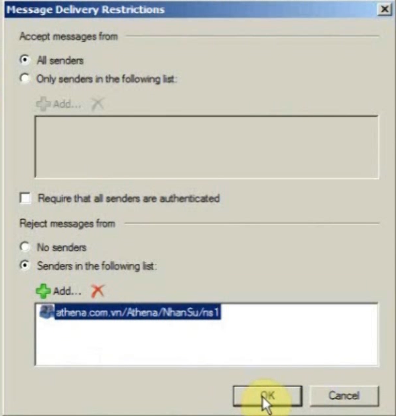 Message Delivery Restrictions
Accept messages from
All senders
Only senders in the following list:
Add...
Require that all senders are authenticated
Reject messages from
No senders
Senders in the following list:
Add...
athena.com.vn/Athena/NhanSu/ns1
OK
Cancel